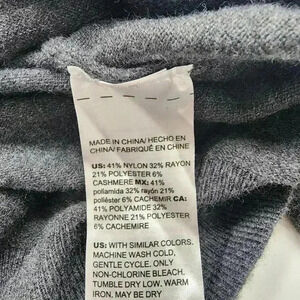 MADE IN CHINA/ HECHO EN
CHINA/ FABRIQUÉ EN CHINE
US: 41% NYLON 32% RAYON
21% POLYESTER 6%
CASHMERE MX: 41%
poliamida 32% rayón 21%
poliéster 6% CACHEMIR CA:
41% POLYAMIDE 32%
RAYONNE 21% POLYESTER
6% CACHEMIRE
US: WITH SIMILAR COLORS.
MACHINE WASH COLD,
GENTLE CYCLE. ONLY
NON-CHLORINE BLEACH.
TUMBLE DRY LOW. WARM
IRON, MAY BE DRY